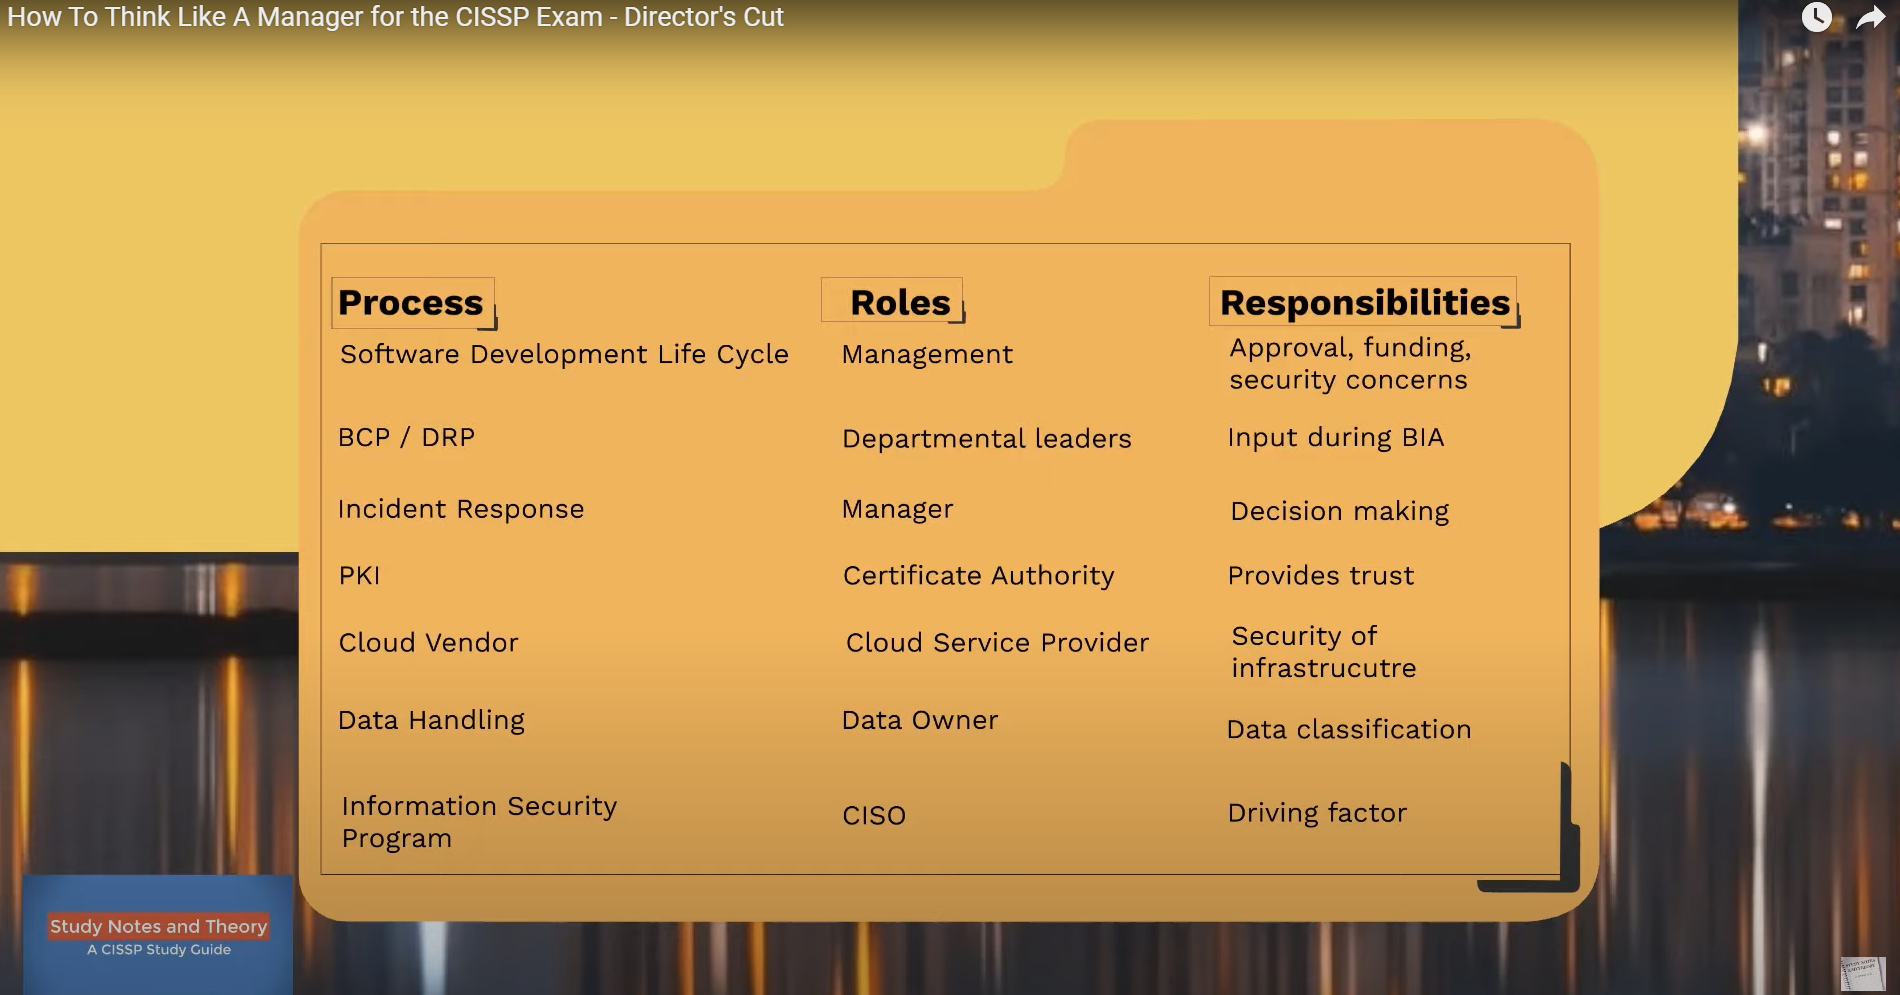 How To Think Like A Manager for the CISSP Exam - Director's Cut
Process
Roles
Responsibilities
Software Development Life Cycle
Management
Approval, funding,
security concerns
BCP / DRP
Departmental leaders
Input during BIA
Incident Response
Manager
Decision making
PKI
Certificate Authority
Provides trust
Cloud Vendor
Cloud Service Provider
Security of
infrastrucutre
Data Handling
Data Owner
Data classification
Information Security
Program
CISO
Driving factor
Study Notes and Theory
A CISSP Study Guide